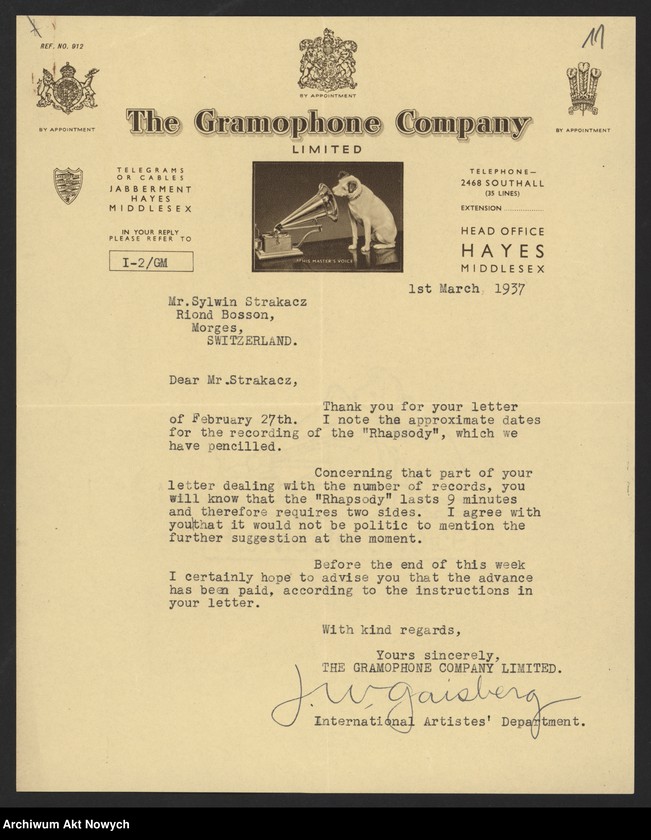 REF. NO. 912
11
BY APPOINTMENT
BY APPOINTMENT
BY APPOINTMENT
The Gramophone Company
LIMITED
TELEGRAMS
OR CABLES
JABBERMENT
HAYES
MIDDLESEX
IN YOUR REPLY
PLEASE REFER TO
I-2/GM
"HIS MASTER'S VOICE"
TELEPHONE—
2468 SOUTHALL
(35 LINES)
EXTENSION ..............
HEAD OFFICE
HAYES
MIDDLESEX
1st March 1937
Mr.Sylwin Strakacz
Riond Bosson,
Morges,
SWITZERLAND.
Dear Mr.Strakacz,
Thank you for your letter
of February 27th. I note the approximate dates
for the recording of the "Rhapsody", which we
have pencilled.
Concerning that part of your
letter dealing with the number of records, you
will know that the "Rhapsody" lasts 9 minutes
and therefore requires two sides. I agree with
you that it would not be politic to mention the
further suggestion at the moment.
Before the end of this week
I certainly hope to advise you that the advance
has been paid, according to the instructions in
your letter.
With kind regards,
Yours sincerely,
THE GRAMOPHONE COMPANY LIMITED.
J. W. Gaisberg
International Artistes' Department.
Archiwum Akt Nowych